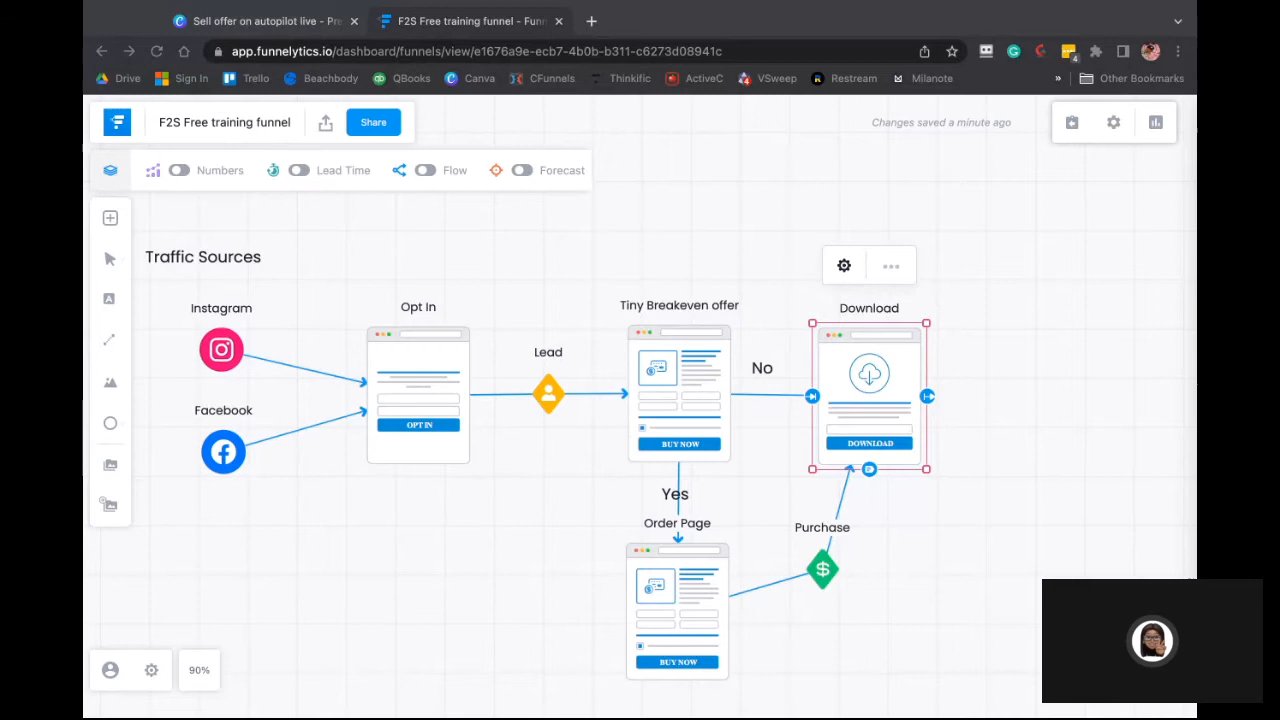 Sell offer on autopilot live - Pre
F2S Free training funnel - Funn
app.funnelytics.io/dashboard/funnels/view/e1676a9e-ecb7-4b0b-b311-c6273d08941c
4
Drive
Sign In
Trello
Beachbody
QBooks
Canva
CFunnels
Thinkific
ActiveC
VSweep
Restream
Milanote
»
Other Bookmarks
F2S Free training funnel
Share
Changes saved a minute ago
Numbers
Lead Time
Flow
Forecast
Traffic Sources
Instagram
Facebook
Opt In
OPT IN
Lead
Tiny Breakeven offer
BUY NOW
No
Download
DOWNLOAD
Yes
Order Page
BUY NOW
Purchase
$
90%